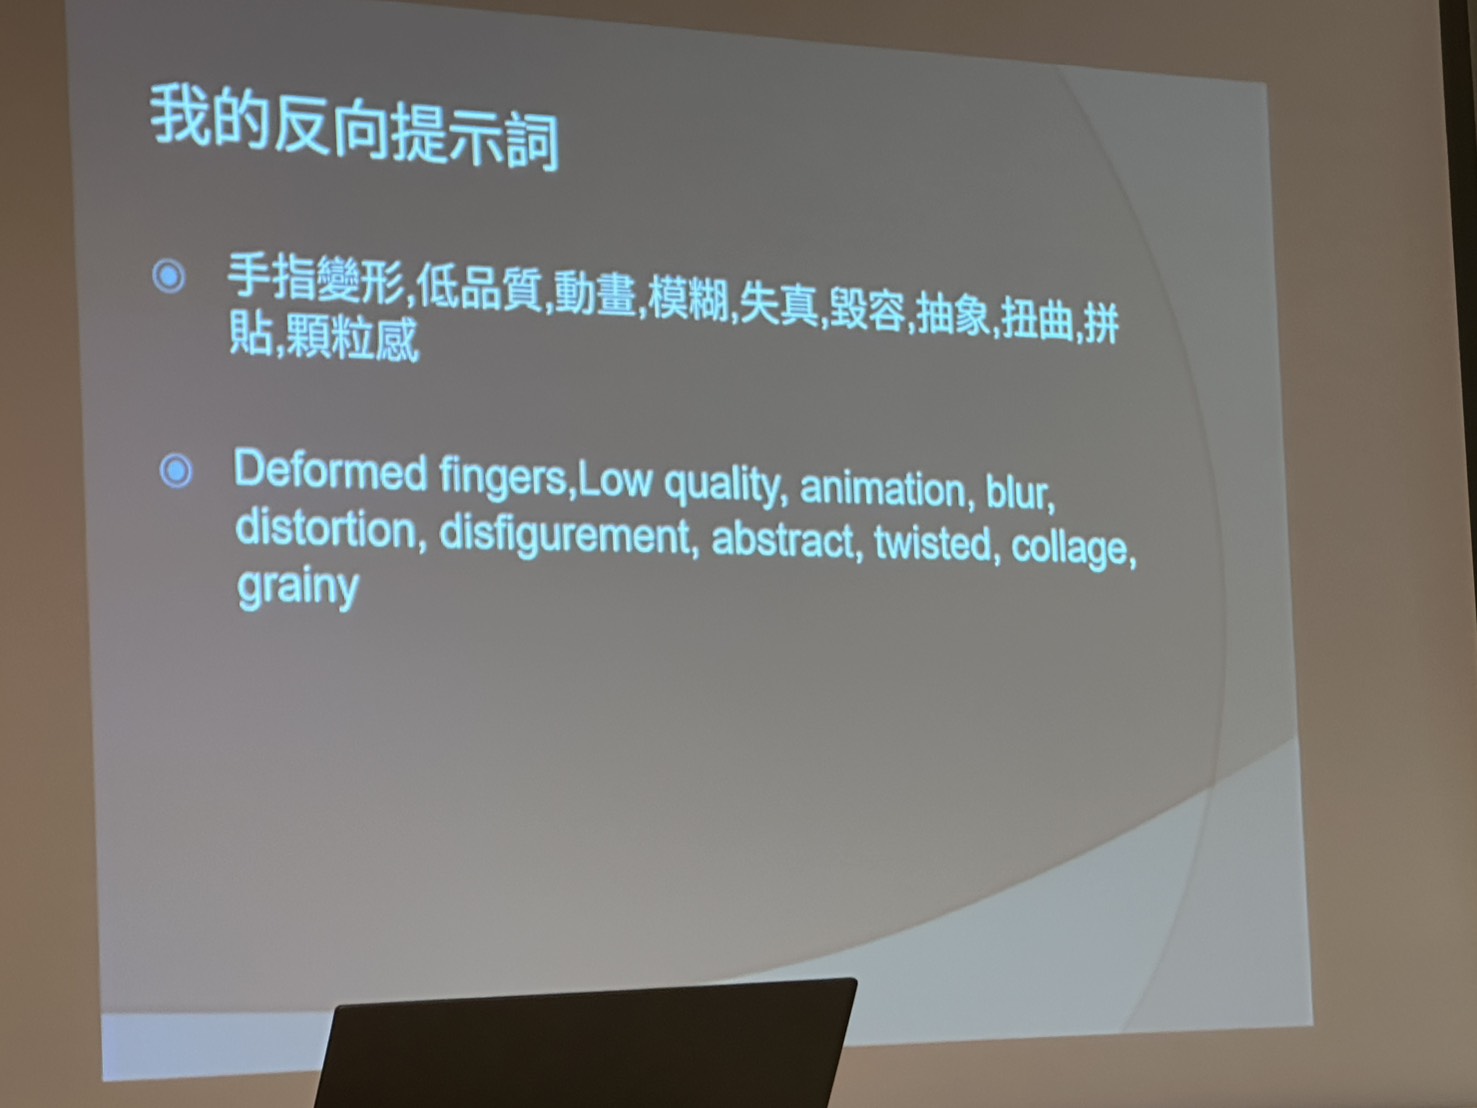 我的反向提示詞
手指變形,低品質,動畫,模糊,失真,毀容,抽象,扭曲,拼
貼,顆粒感
Deformed fingers,Low quality, animation, blur,
distortion, disfigurement, abstract, twisted, collage,
grainy